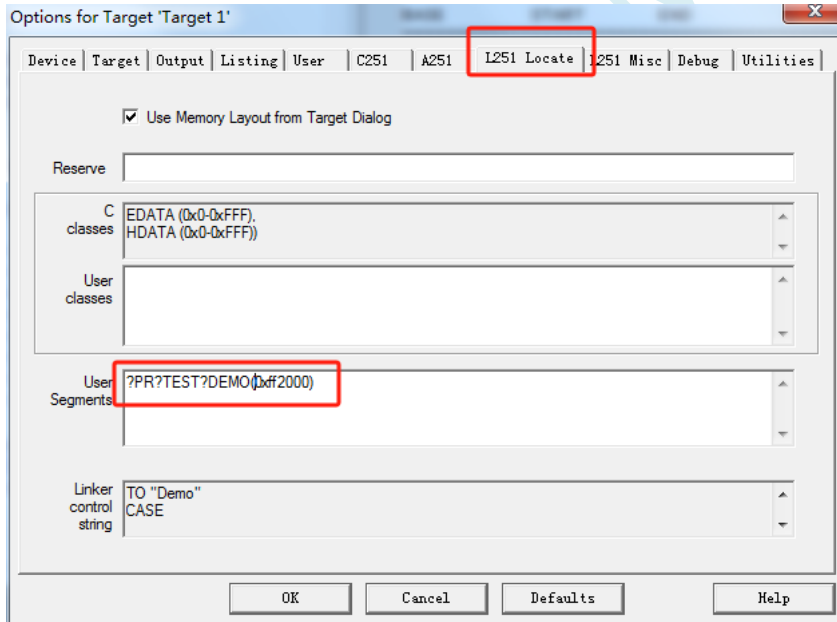 Options for Target 'Target 1'
Device Target Output Listing User C251 A251 L251 Locate L251 Misc Debug Utilities
Use Memory Layout from Target Dialog
Reserve
C classes
EDATA (0x0-0xFFF),
HDATA (0x0-0xFFF))
User classes
User Segments
?PR?TEST?DEMO(0xff2000)
Linker control string
TO "Demo"
CASE
OK Cancel Defaults Help